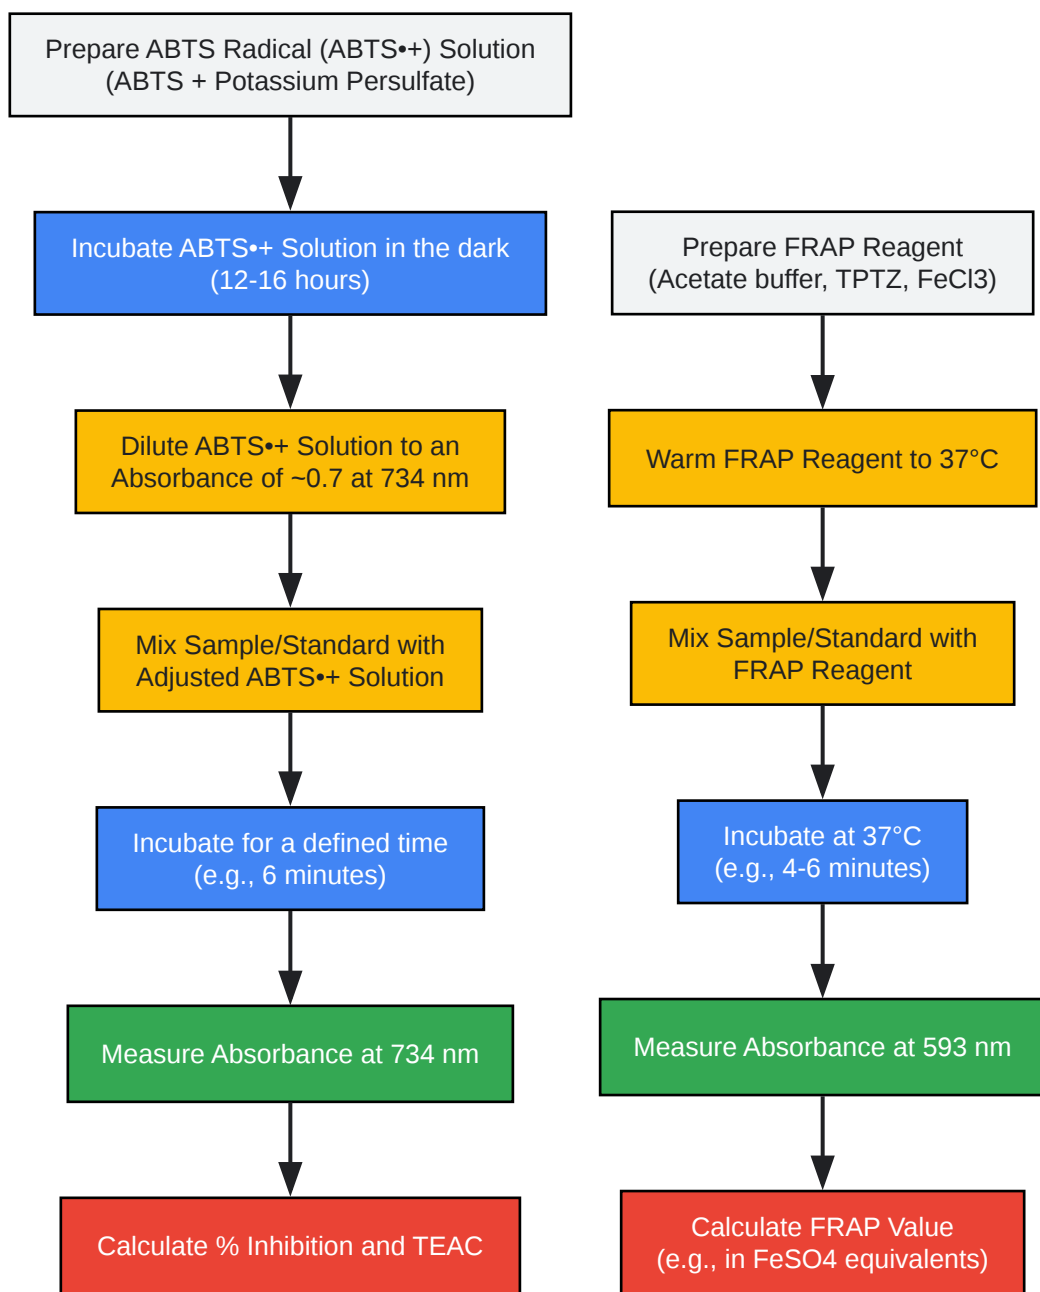 Prepare ABTS Radical (ABTS•+) Solution
(ABTS + Potassium Persulfate)
Incubate ABTS•+ Solution in the dark
(12-16 hours)
Dilute ABTS•+ Solution to an
Absorbance of ~0.7 at 734 nm
Mix Sample/Standard with
Adjusted ABTS•+ Solution
Incubate for a defined time
(e.g., 6 minutes)
Measure Absorbance at 734 nm
Calculate % Inhibition and TEAC
Prepare FRAP Reagent
(Acetate buffer, TPTZ, FeCl3)
Warm FRAP Reagent to 37°C
Mix Sample/Standard with
FRAP Reagent
Incubate at 37°C
(e.g., 4-6 minutes)
Measure Absorbance at 593 nm
Calculate FRAP Value
(e.g., in FeSO4 equivalents)